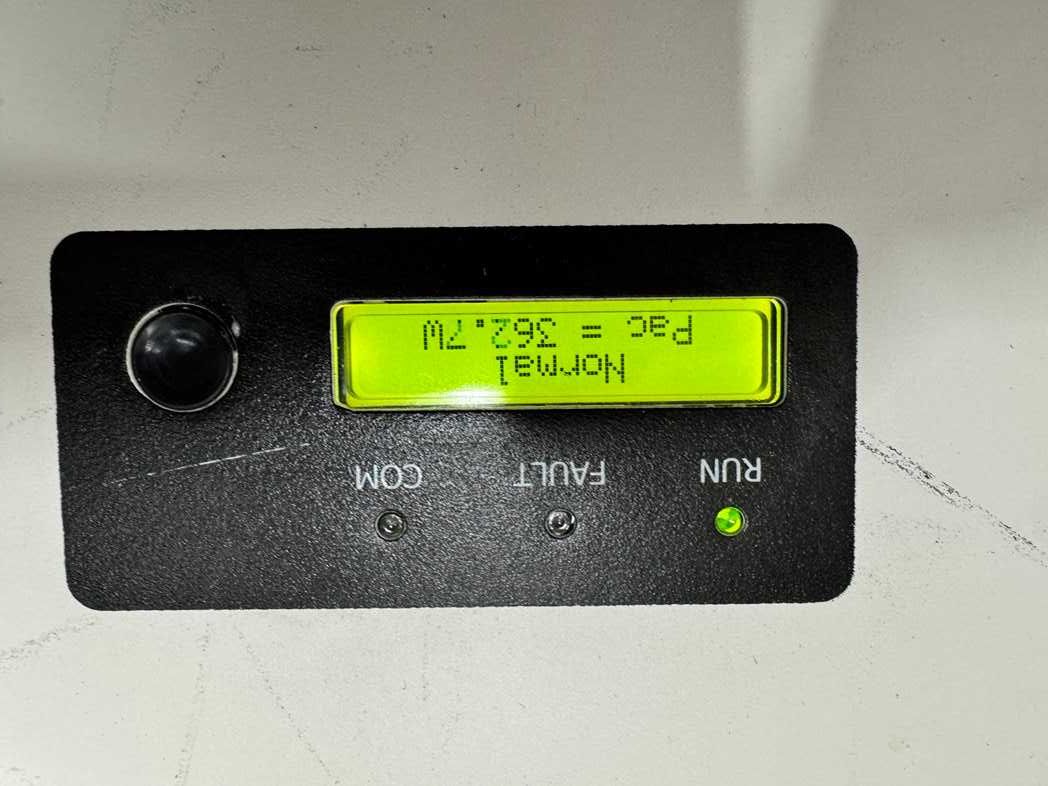 RUN
FAULT
COM
Normal
Pac = 362.7W